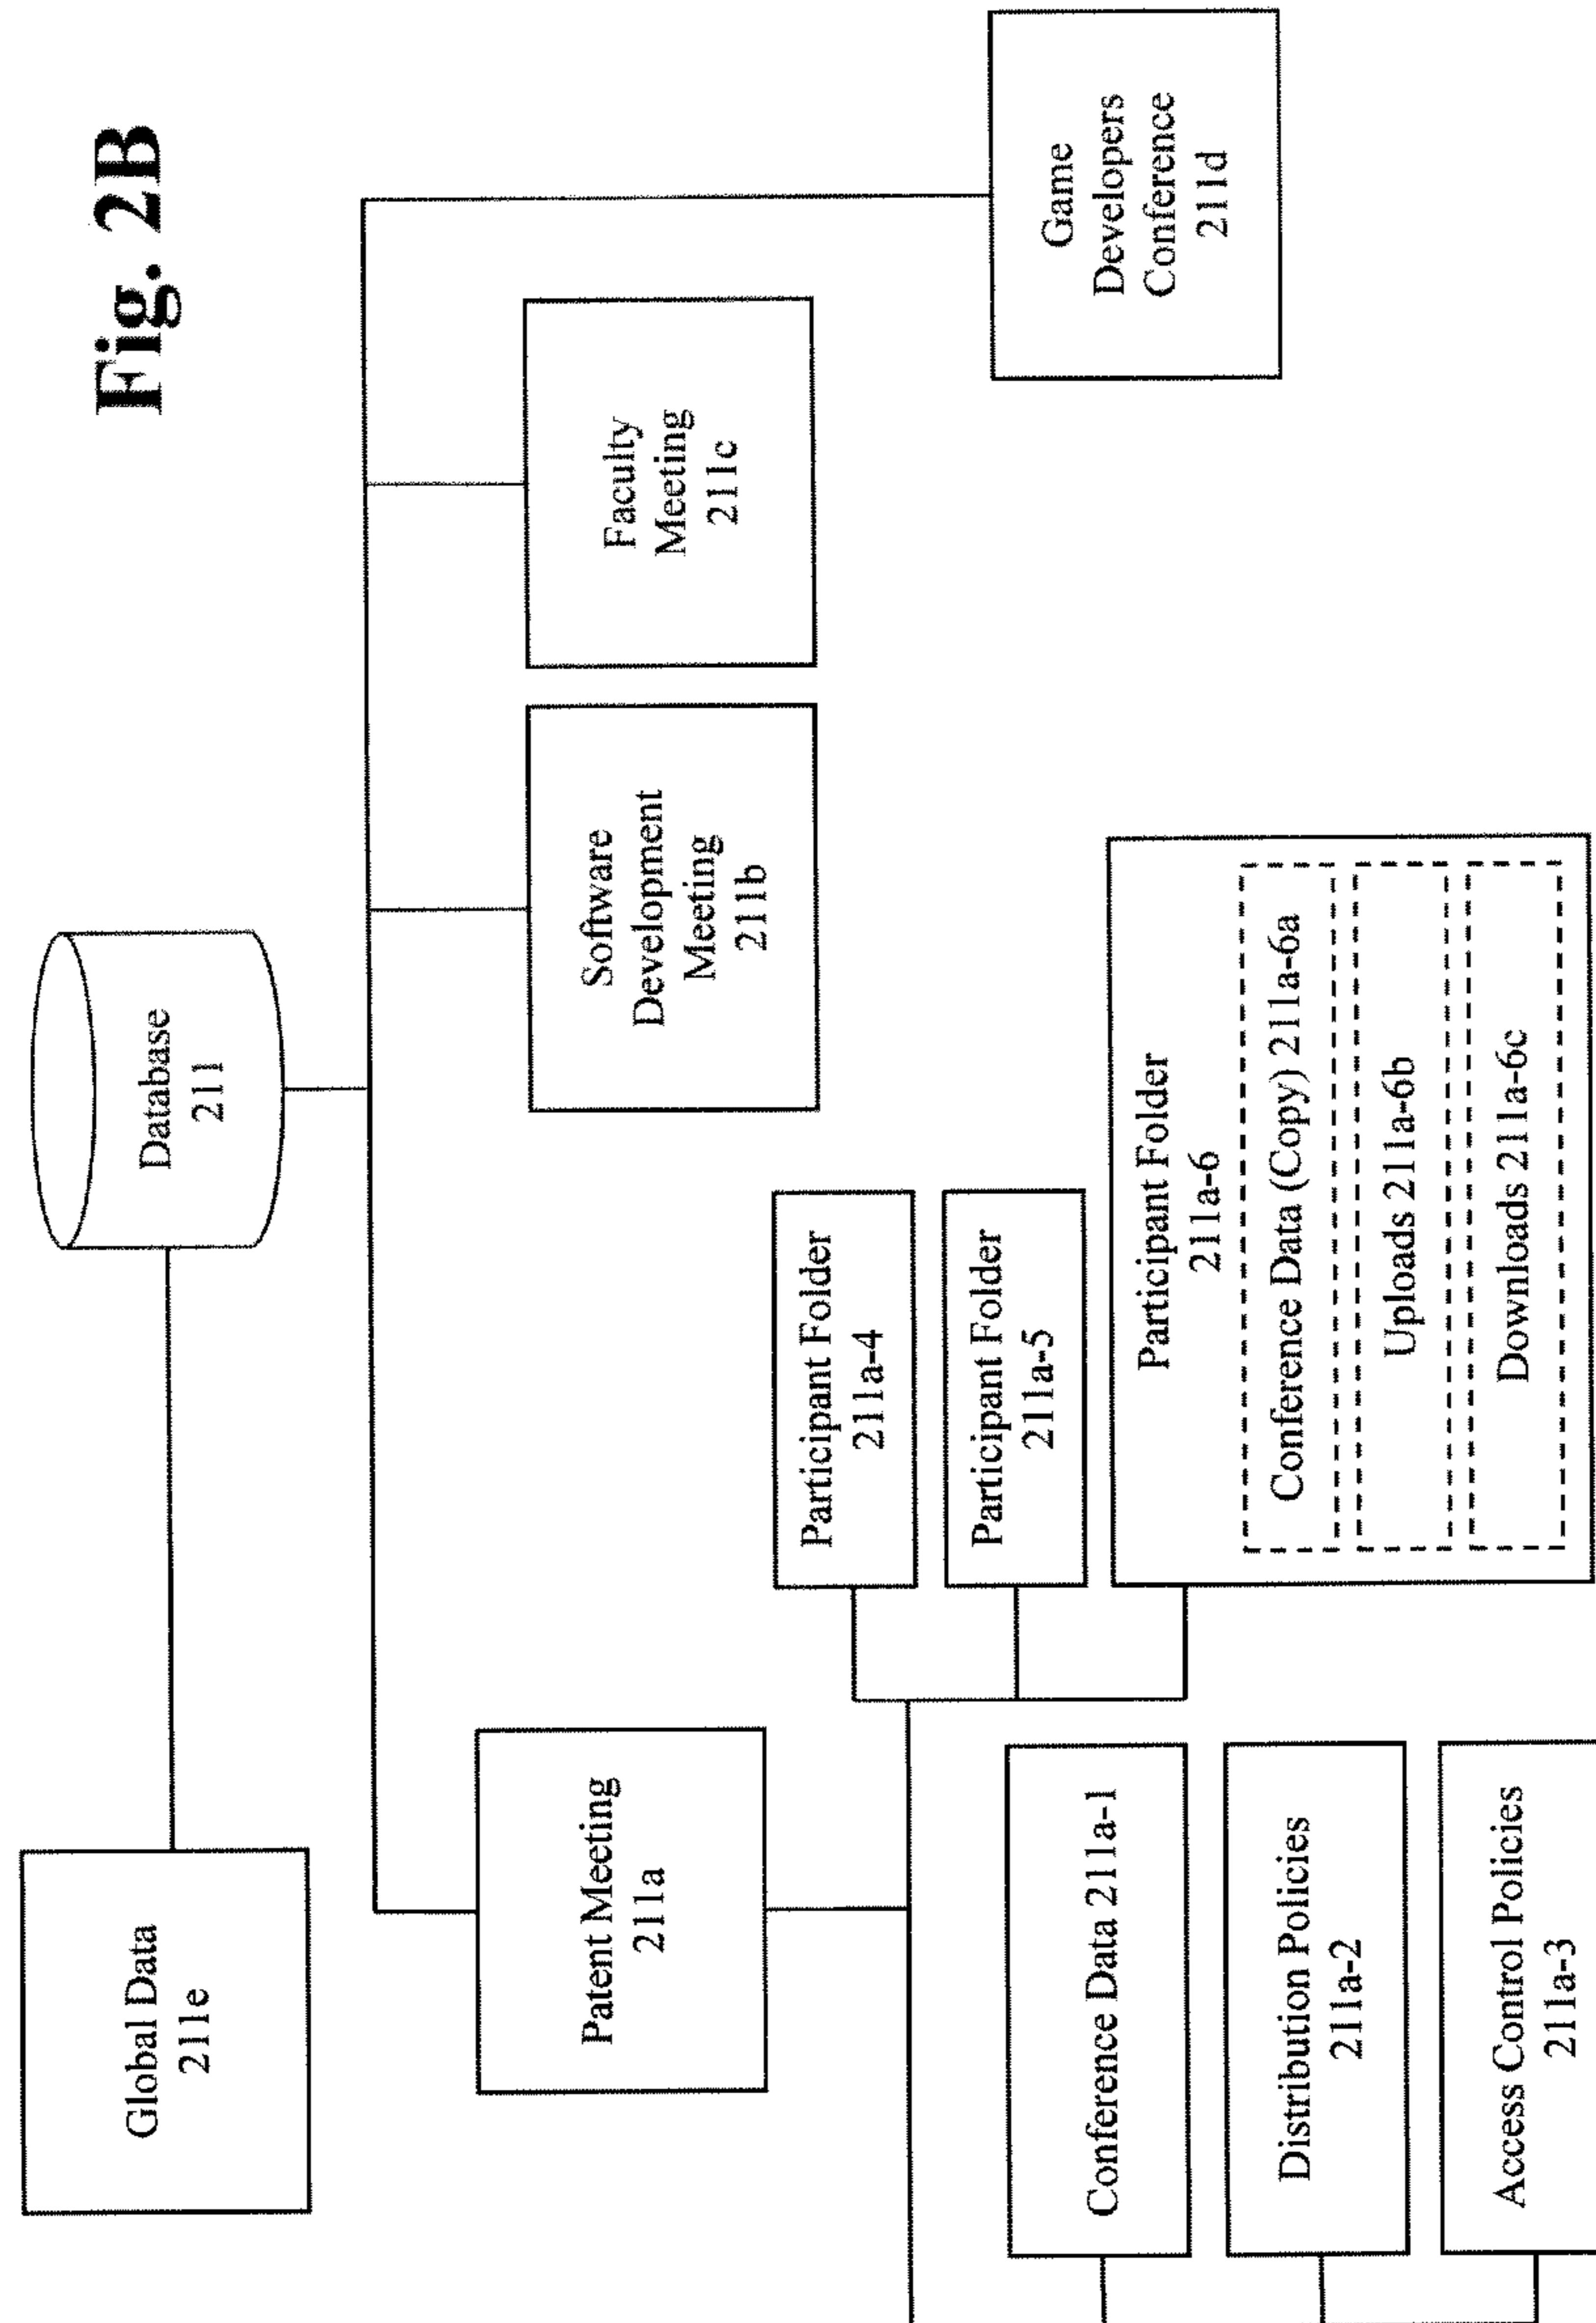 Fig. 2B
Global Data
211e
Database
211
Patent Meeting
211a
Software
Development
Meeting
211b
Faculty
Meeting
211c
Game
Developers
Conference
211d
Conference Data 211a-1
Distribution Policies
211a-2
Access Control Policies
211a-3
Participant Folder
211a-4
Participant Folder
211a-5
Participant Folder
211a-6
Conference Data (Copy) 211a-6a
Uploads 211a-6b
Downloads 211a-6c